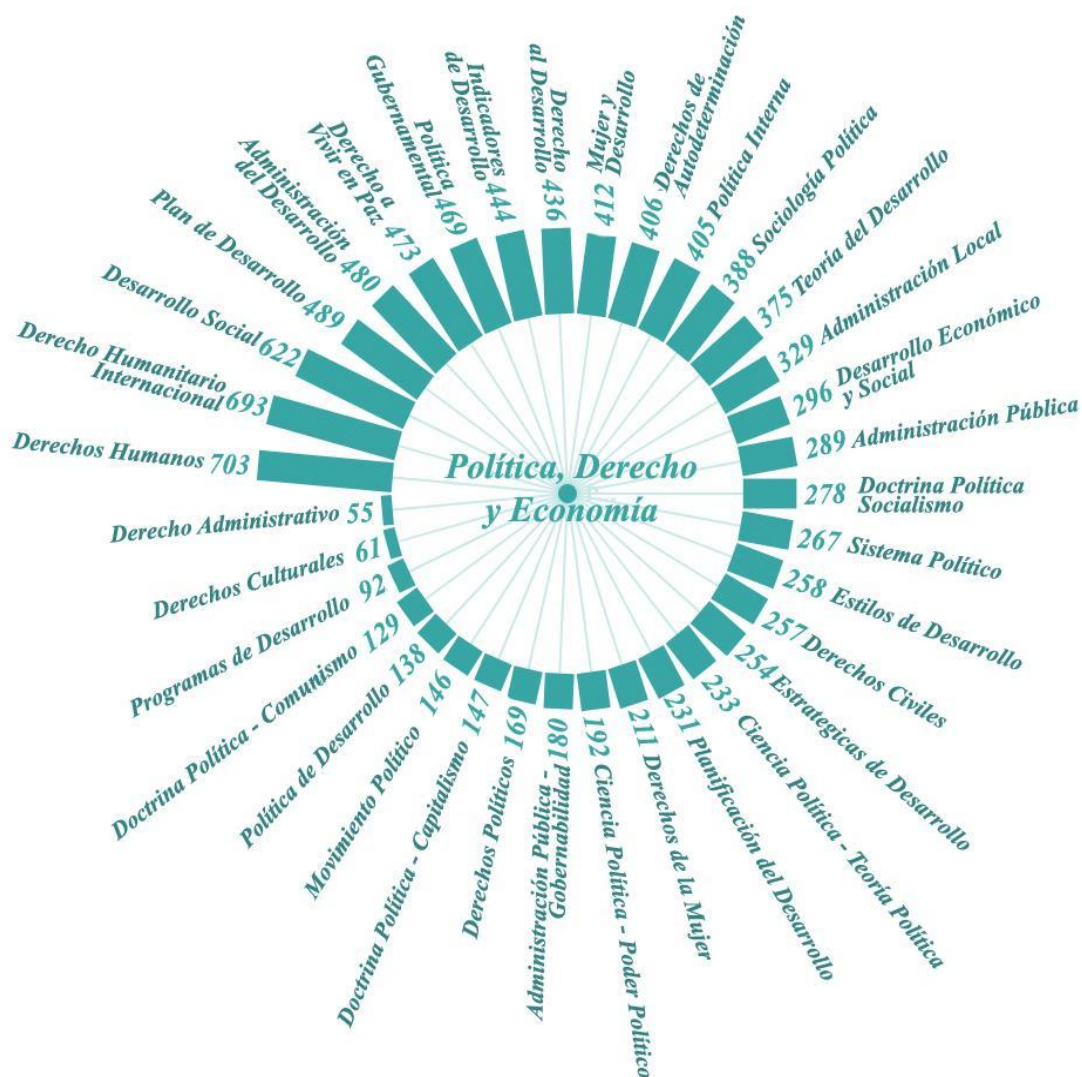 Política, Derecho
y Economía
Derechos Humanos 703
Derecho Humanitario
Internacional 693
Desarrollo Social 622
Plan de Desarrollo 489
Administración
del Desarrollo 480
Derecho a
Vivir en Paz 473
Política
Gubernamental 469
Indicadores
de Desarrollo 444
Derecho
al Desarrollo 436
412 Mujer y
Desarrollo
406 Derechos de
Autodeterminación
405 Política Interna
388 Sociología Política
375 Teoría del Desarrollo
329 Administración Local
296 Desarrollo Económico
y Social
289 Administración Pública
278 Doctrina Política
Socialismo
267 Sistema Político
258 Estilos de Desarrollo
257 Derechos Civiles
254 Estrategicas de Desarrollo
233 Ciencia Política - Teoría Política
231 Planificación del Desarrollo
211 Derechos de la Mujer
192 Ciencia Política - Poder Político
Administración Pública -
Gobernabilidad 180
Derechos Políticos 169
Doctrina Política - Capitalismo 147
Movimiento Político 146
Política de Desarrollo 138
Doctrina Política - Comunismo 129
Programas de Desarrollo 92
Derechos Culturales 61
Derecho Administrativo 55